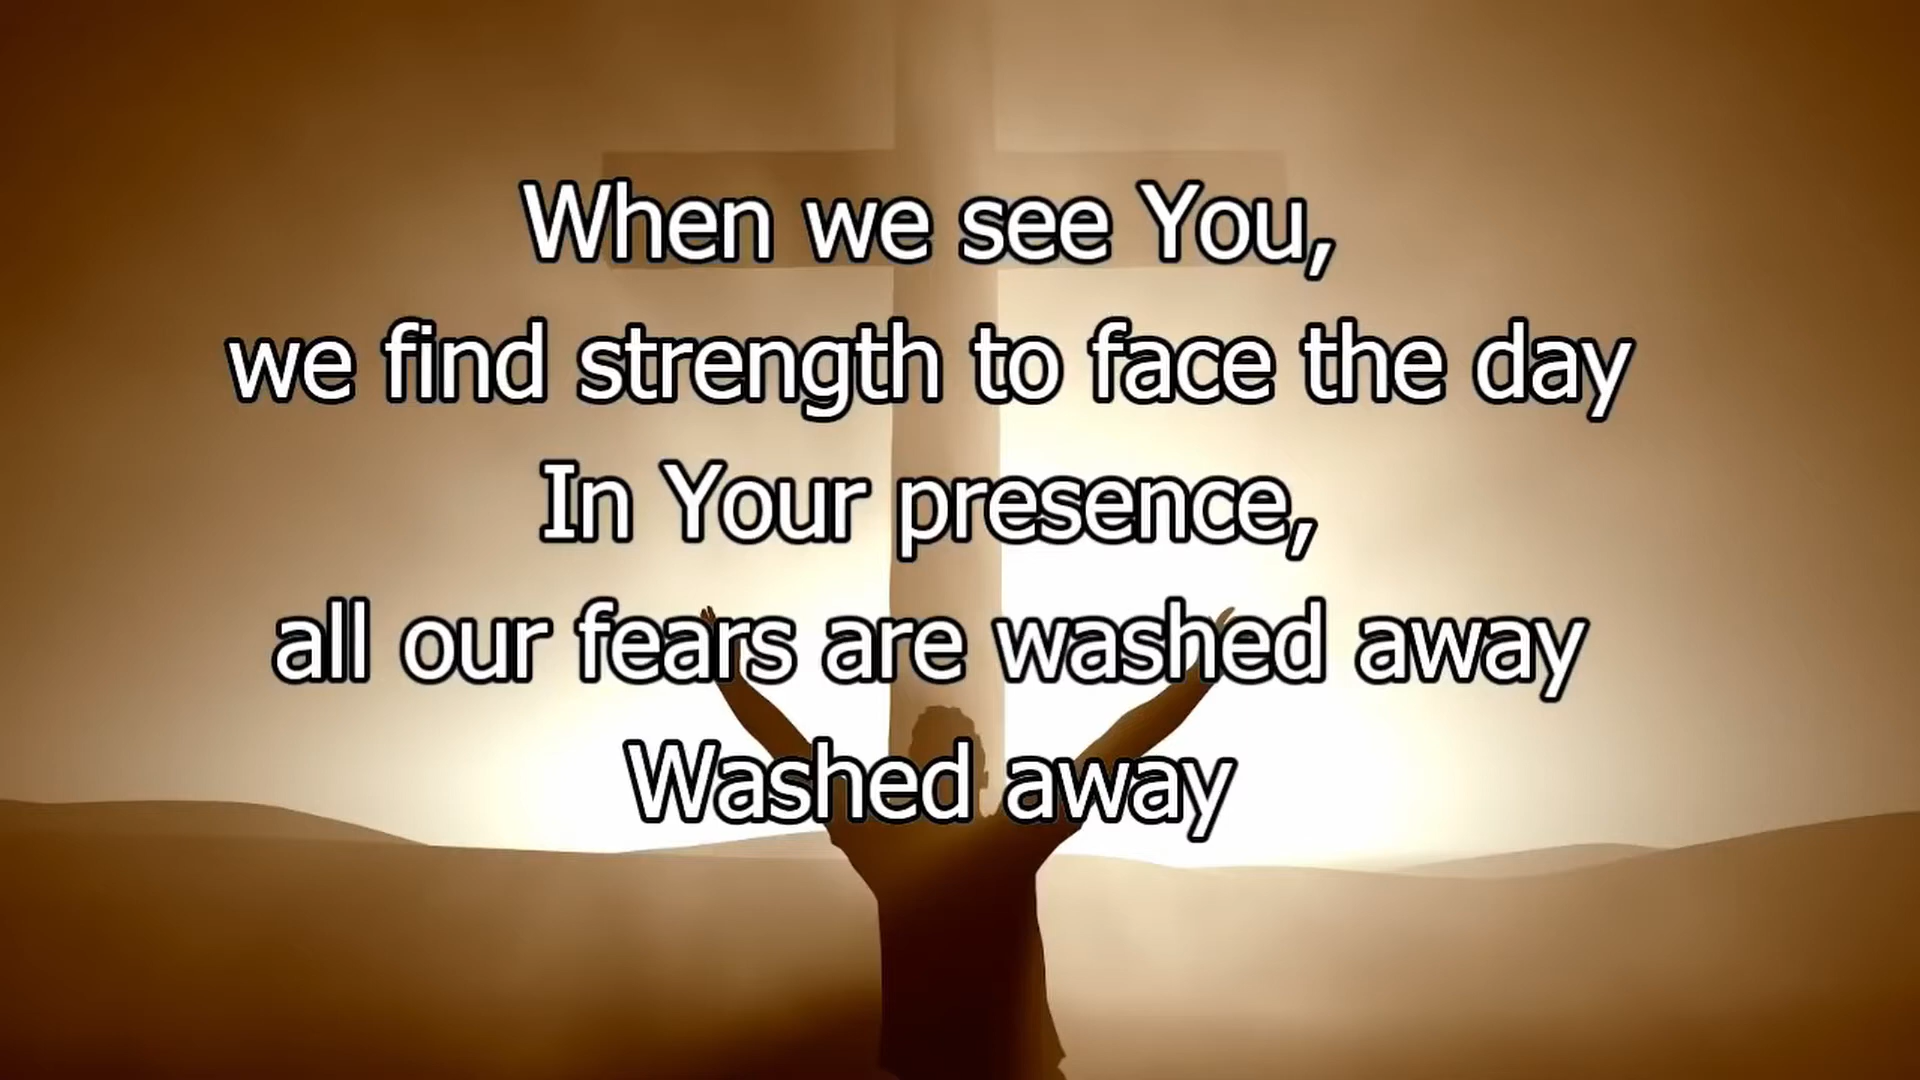 When we see You,
we find strength to face the day
In Your presence,
all our fears are washed away
Washed away